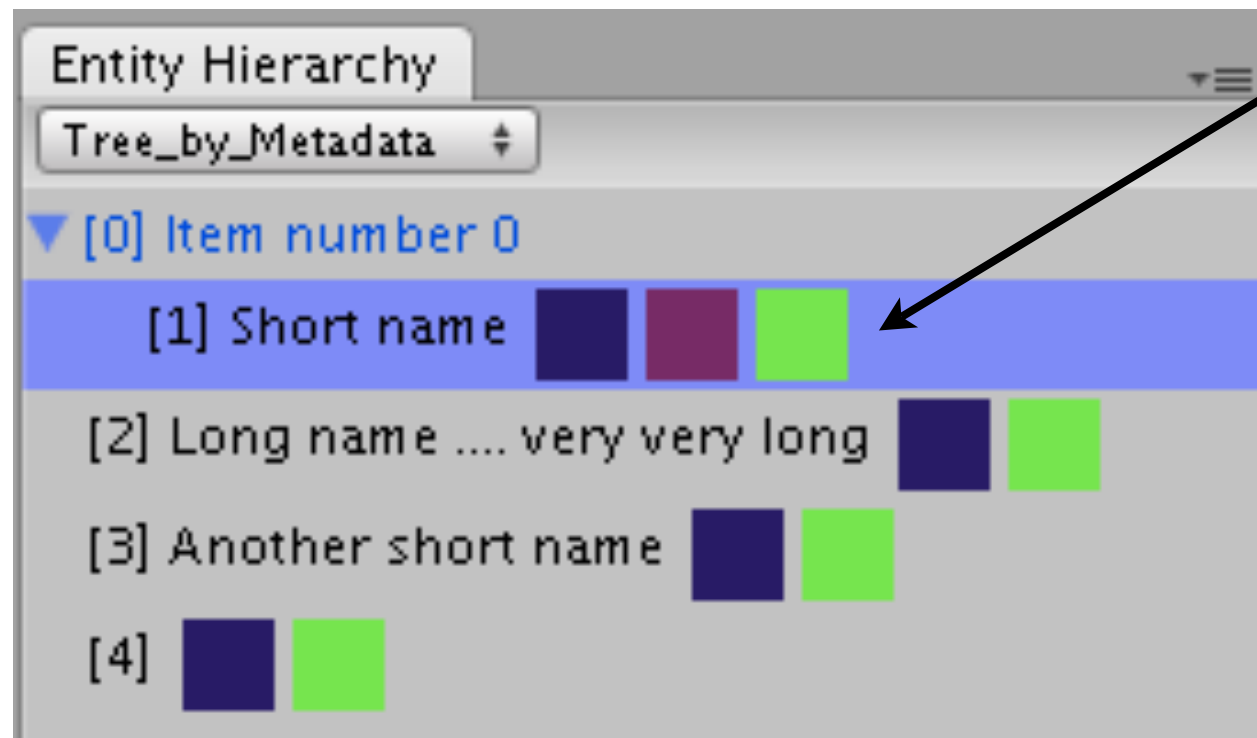 Entity Hierarchy
Tree_by_Metadata
[0] Item number 0
[1] Short name
[2] Long name .... very very long
[3] Another short name
[4]